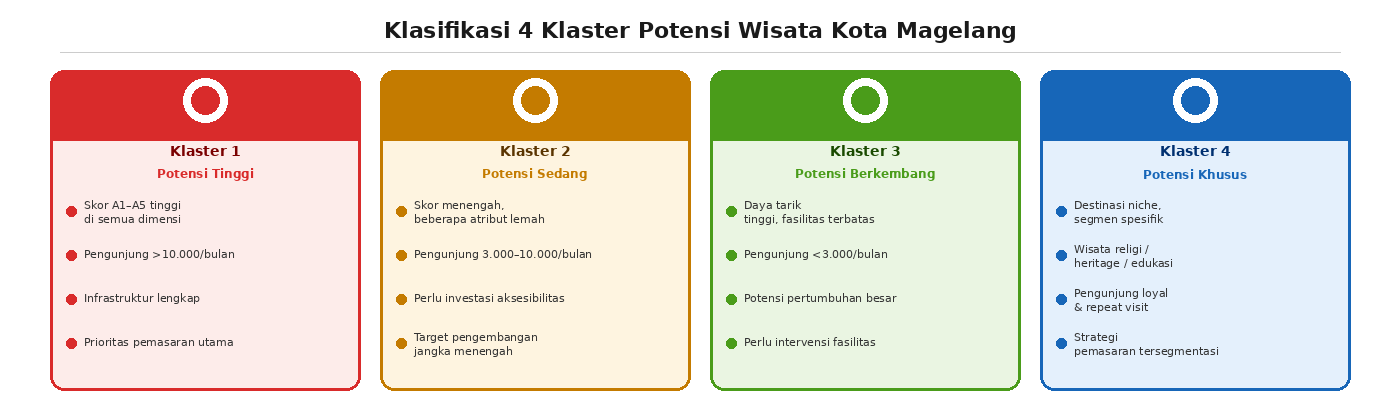 Klasifikasi 4 Klaster Potensi Wisata Kota Magelang
Klaster 1
Potensi Tinggi
Skor A1–A5 tinggi
di semua dimensi
Pengunjung >10.000/bulan
Infrastruktur lengkap
Prioritas pemasaran utama
Klaster 2
Potensi Sedang
Skor menengah,
beberapa atribut lemah
Pengunjung 3.000–10.000/bulan
Perlu investasi aksesibilitas
Target pengembangan
jangka menengah
Klaster 3
Potensi Berkembang
Daya tarik
tinggi, fasilitas terbatas
Pengunjung <3.000/bulan
Potensi pertumbuhan besar
Perlu intervensi fasilitas
Klaster 4
Potensi Khusus
Destinasi niche,
segmen spesifik
Wisata religi /
heritage / edukasi
Pengunjung loyal
& repeat visit
Strategi
pemasaran tersegmentasi